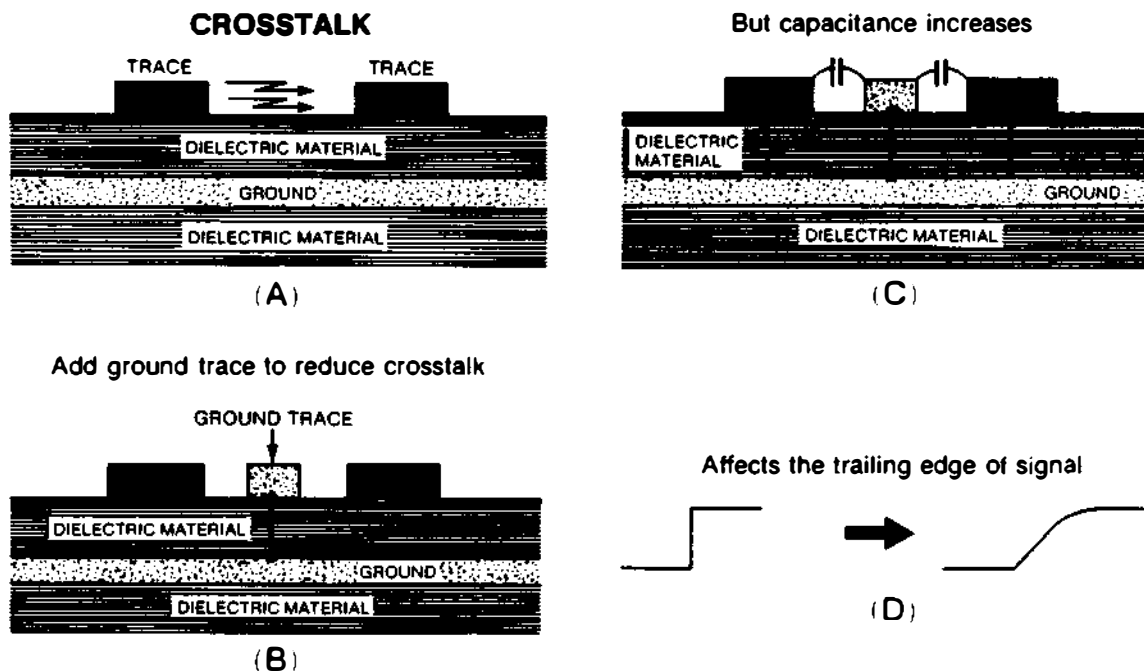 CROSSTALK
TRACE
TRACE
DIELECTRIC MATERIAL
GROUND
DIELECTRIC MATERIAL
(A)
Add ground trace to reduce crosstalk
GROUND TRACE
DIELECTRIC MATERIAL
GROUND
DIELECTRIC MATERIAL
(B)
But capacitance increases
DIELECTRIC
MATERIAL
GROUND
DIELECTRIC MATERIAL
(C)
Affects the trailing edge of signal
(D)